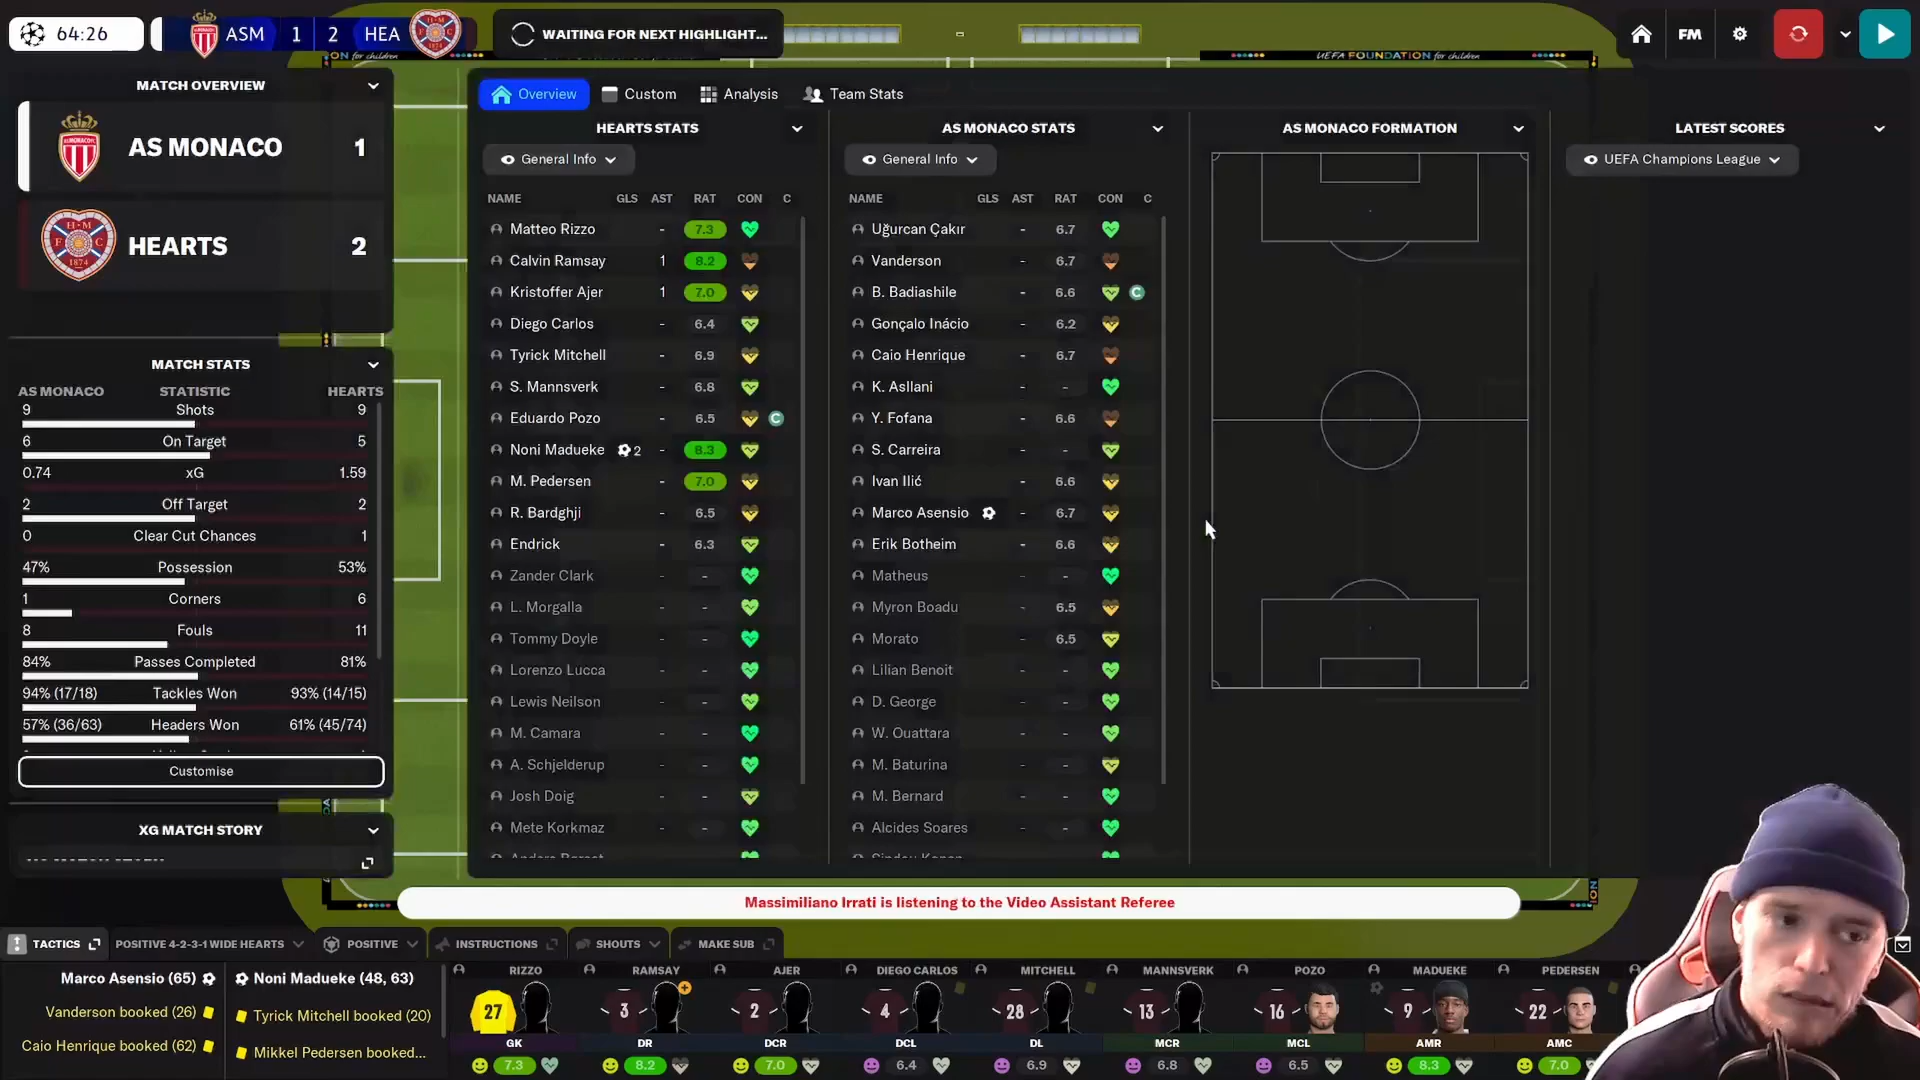 64:26 ASM 1 2 HEA WAITING FOR NEXT HIGHLIGHT... FM
ON for children UEFA FOUNDATION for children
MATCH OVERVIEW
AS MONACO 1
HEARTS 2
MATCH STATS
AS MONACO STATISTIC HEARTS
9 Shots 9
6 On Target 5
0.74 xG 1.59
2 Off Target 2
0 Clear Cut Chances 1
47% Possession 53%
1 Corners 6
8 Fouls 11
84% Passes Completed 81%
94% (17/18) Tackles Won 93% (14/15)
57% (36/63) Headers Won 61% (45/74)
Customise
XG MATCH STORY
Overview Custom Analysis Team Stats
HEARTS STATS
General Info
NAME GLS AST RAT CON C
Matteo Rizzo - 7.3
Calvin Ramsay 1 8.2
Kristoffer Ajer 1 7.0
Diego Carlos - 6.4
Tyrick Mitchell - 6.9
S. Mannsverk - 6.8
Eduardo Pozo - 6.5 C
Noni Madueke 2 - 8.3
M. Pedersen - 7.0
R. Bardghji - 6.5
Endrick - 6.3
Zander Clark - -
L. Morgalla - -
Tommy Doyle - -
Lorenzo Lucca - -
Lewis Neilson - -
M. Camara - -
A. Schjelderup - -
Josh Doig - -
Mete Korkmaz - -
AS MONACO STATS
General Info
NAME GLS AST RAT CON C
Uğurcan Çakır - 6.7
Vanderson - 6.7
B. Badiashile - 6.6 C
Gonçalo Inácio - 6.2
Caio Henrique - 6.7
K. Asllani - -
Y. Fofana - 6.6
S. Carreira - -
Ivan Ilić - 6.6
Marco Asensio - 6.7
Erik Botheim - 6.6
Matheus - -
Myron Boadu - 6.5
Morato - 6.5
Lilian Benoit - -
D. George - -
W. Ouattara - -
M. Baturina - -
M. Bernard - -
Alcides Soares - -
AS MONACO FORMATION
LATEST SCORES
UEFA Champions League
Massimiliano Irrati is listening to the Video Assistant Referee
TACTICS POSITIVE 4-2-3-1 WIDE HEARTS POSITIVE INSTRUCTIONS SHOUTS MAKE SUB
Marco Asensio (65)
Vanderson booked (26)
Caio Henrique booked (62)
Noni Madueke (48, 63)
Tyrick Mitchell booked (20)
Mikkel Pedersen booked...
RIZZO RAMSAY AJER DIEGO CARLOS MITCHELL MANNSVERK POZO MADUEKE PEDERSEN
27 3 2 4 28 13 16 9 22
GK DR DCR DCL DL MCR MCL AMR AMC
7.3 8.2 7.0 6.4 6.9 6.8 6.5 8.3 7.0